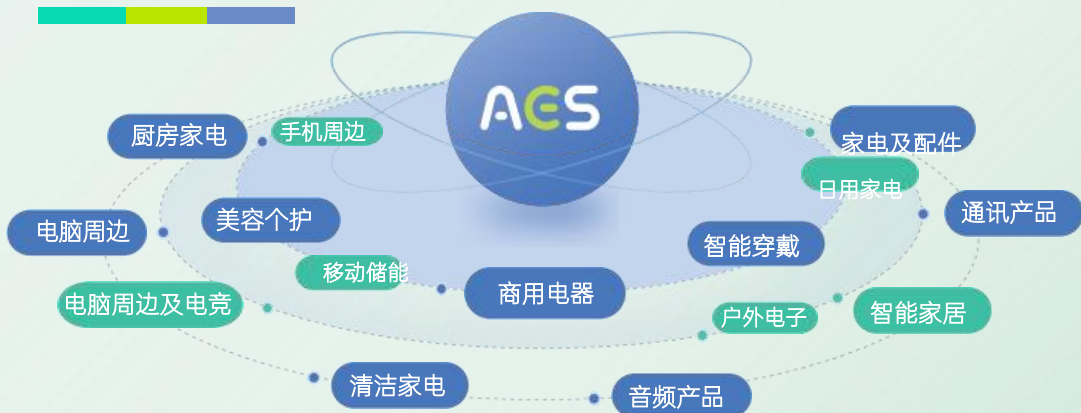 AES
厨房家电
手机周边
家电及配件
日用家电
电脑周边
美容个护
通讯产品
智能穿戴
移动储能
商用电器
电脑周边及电竞
户外电子
智能家居
清洁家电
音频产品